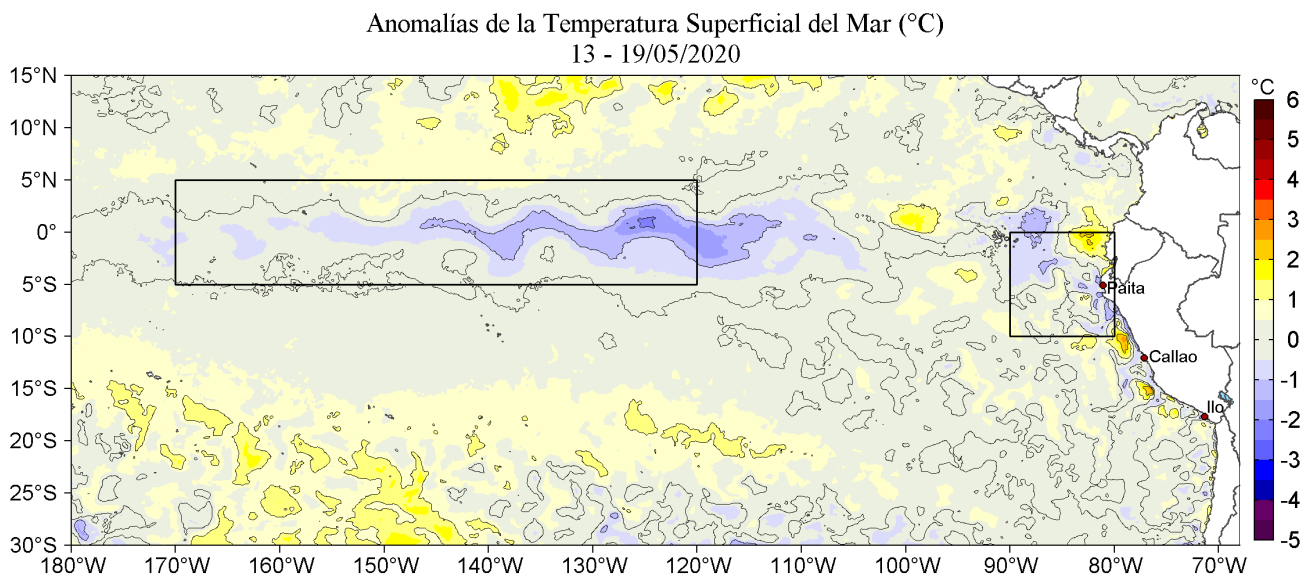 Anomalías de la Temperatura Superficial del Mar (°C)
13 - 19/05/2020
15°N
10°N
5°N
0°
5°S
10°S
15°S
20°S
25°S
30°S
180°W 170°W 160°W 150°W 140°W 130°W 120°W 110°W 100°W 90°W 80°W 70°W
Paita
Callao
Ilo
°C
6
5
4
3
2
1
0
-1
-2
-3
-4
-5